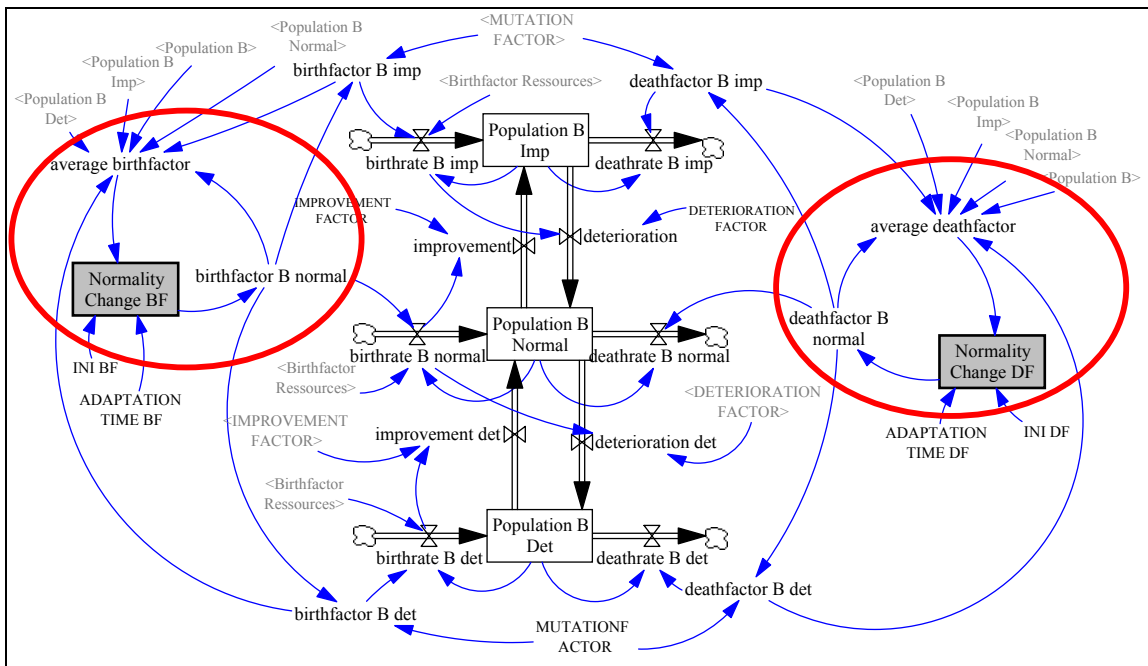 <MUTATION
FACTOR>
<Population B
Normal>
<Population B>
<Population B
Imp>
<Population B
Det>
birthfactor B imp
<Birthfactor Ressources>
deathfactor B imp
<Population B
Det>
<Population B
Imp>
<Population B
Normal>
<Population B>
average birthfactor
birthrate B imp
Population B
Imp
deathrate B imp
IMPROVEMENT
FACTOR
improvement
deterioration
DETERIORATION
FACTOR
average deathfactor
Normality
Change BF
birthfactor B normal
birthrate B normal
Population B
Normal
deathrate B normal
deathfactor B
normal
Normality
Change DF
INI BF
ADAPTATION
TIME BF
<Birthfactor
Ressources>
<IMPROVEMENT
FACTOR>
improvement det
deterioration det
<DETERIORATION
FACTOR>
ADAPTATION
TIME DF
INI DF
<Birthfactor
Ressources>
birthrate B det
Population B
Det
deathrate B det
birthfactor B det
MUTATIONF
ACTOR
deathfactor B det